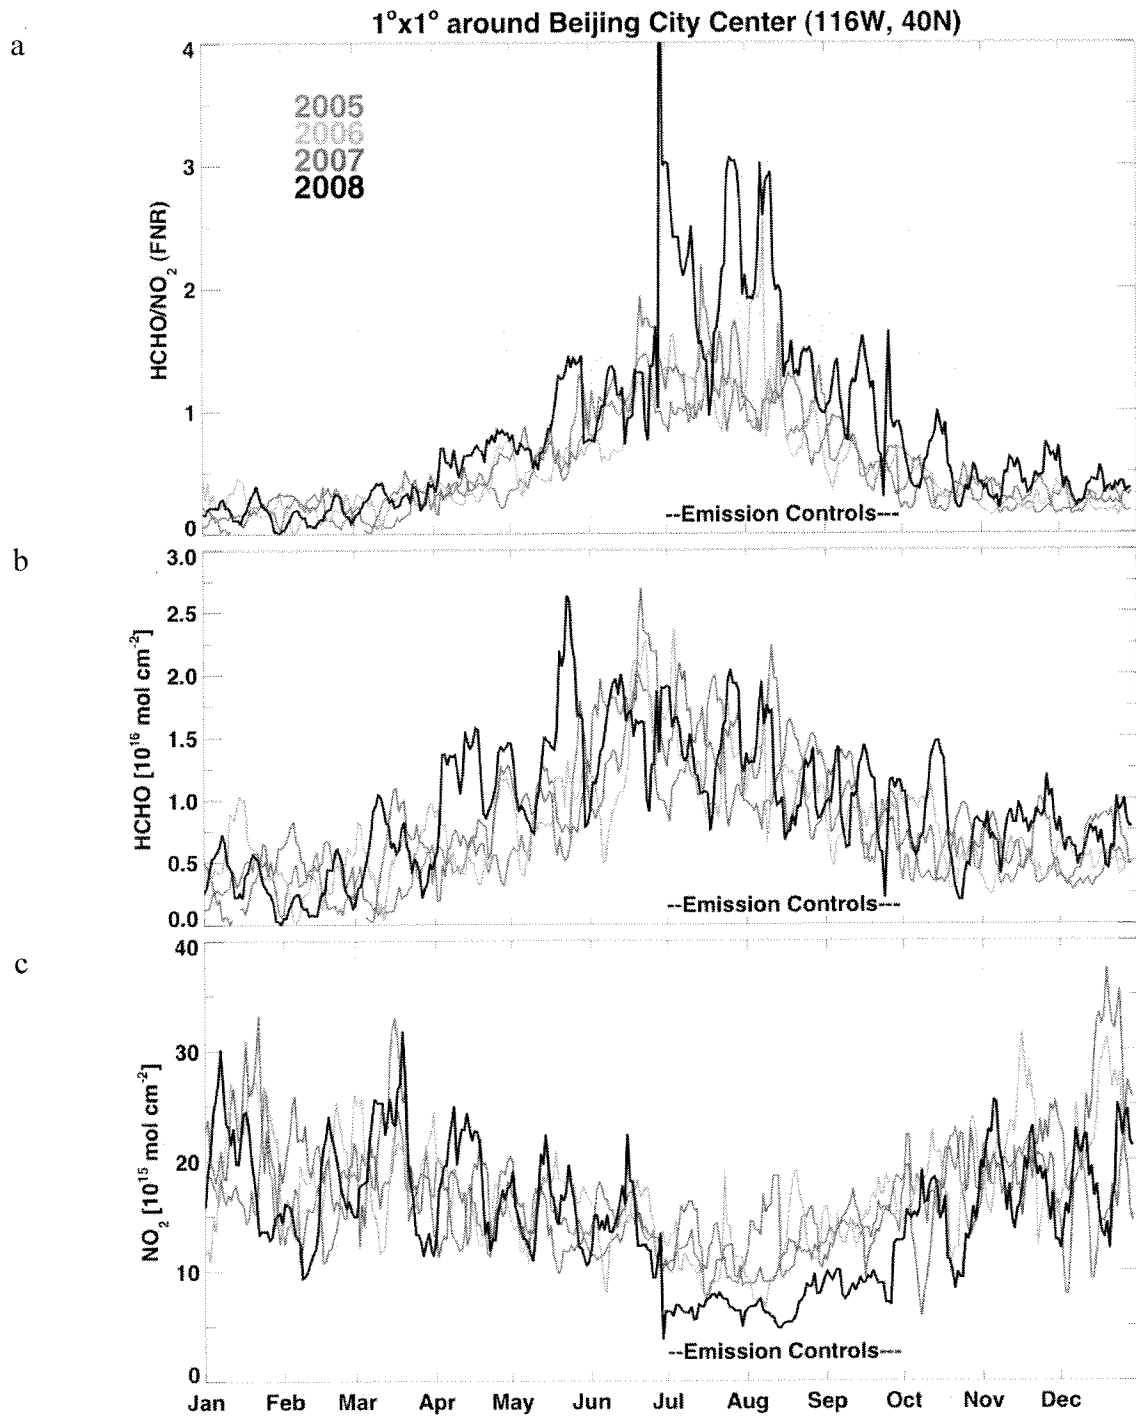 1°x1° around Beijing City Center (116W, 40N)
a
4
2005
2006
2007
2008
3
HCHO/NO2 (FNR)
2
1
0
--Emission Controls---
b
3.0
2.5
HCHO [10^16 mol cm^-2]
2.0
1.5
1.0
0.5
0.0
--Emission Controls---
c
40
30
NO2 [10^15 mol cm^-2]
20
10
0
--Emission Controls---
Jan Feb Mar Apr May Jun Jul Aug Sep Oct Nov Dec